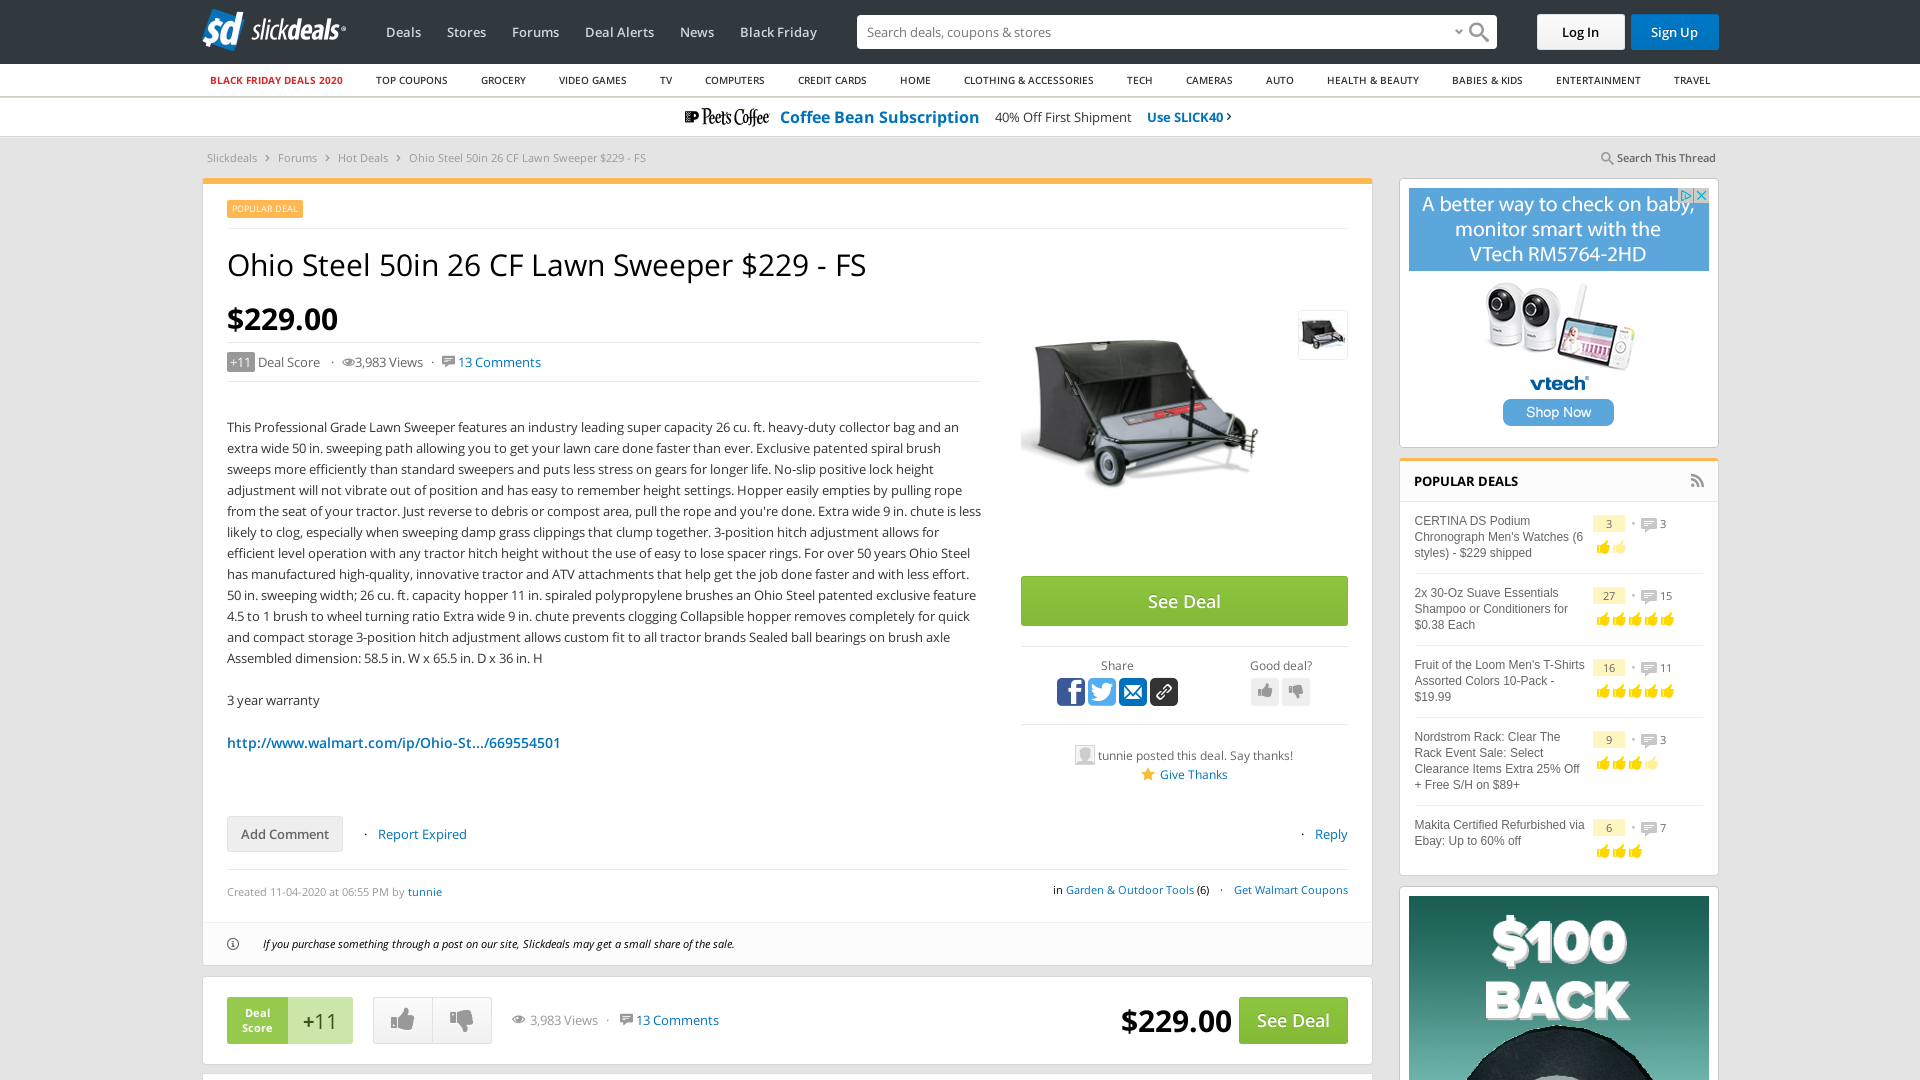 slickdeals
Deals Stores Forums Deal Alerts News Black Friday
Search deals, coupons & stores
Log In Sign Up
BLACK FRIDAY DEALS 2020 TOP COUPONS GROCERY VIDEO GAMES TV COMPUTERS CREDIT CARDS HOME CLOTHING & ACCESSORIES TECH CAMERAS AUTO HEALTH & BEAUTY BABIES & KIDS ENTERTAINMENT TRAVEL
Peet's Coffee Coffee Bean Subscription 40% Off First Shipment Use SLICK40 ›
Slickdeals › Forums › Hot Deals › Ohio Steel 50in 26 CF Lawn Sweeper $229 - FS
Search This Thread
POPULAR DEAL
Ohio Steel 50in 26 CF Lawn Sweeper $229 - FS
$229.00
+11 Deal Score · 3,983 Views · 13 Comments
This Professional Grade Lawn Sweeper features an industry leading super capacity 26 cu. ft. heavy-duty collector bag and an
extra wide 50 in. sweeping path allowing you to get your lawn care done faster than ever. Exclusive patented spiral brush
sweeps more efficiently than standard sweepers and puts less stress on gears for longer life. No-slip positive lock height
adjustment will not vibrate out of position and has easy to remember height settings. Hopper easily empties by pulling rope
from the seat of your tractor. Just reverse to debris or compost area, pull the rope and you're done. Extra wide 9 in. chute is less
likely to clog, especially when sweeping damp grass clippings that clump together. 3-position hitch adjustment allows for
efficient level operation with any tractor hitch height without the use of easy to lose spacer rings. For over 50 years Ohio Steel
has manufactured high-quality, innovative tractor and ATV attachments that help get the job done faster and with less effort.
50 in. sweeping width; 26 cu. ft. capacity hopper 11 in. spiraled polypropylene brushes an Ohio Steel patented exclusive feature
4.5 to 1 brush to wheel turning ratio Extra wide 9 in. chute prevents clogging Collapsible hopper removes completely for quick
and compact storage 3-position hitch adjustment allows custom fit to all tractor brands Sealed ball bearings on brush axle
Assembled dimension: 58.5 in. W x 65.5 in. D x 36 in. H
3 year warranty
http://www.walmart.com/ip/Ohio-St.../669554501
See Deal
Share
Good deal?
tunnie posted this deal. Say thanks!
Give Thanks
Add Comment · Report Expired
· Reply
Created 11-04-2020 at 06:55 PM by tunnie
in Garden & Outdoor Tools (6) · Get Walmart Coupons
If you purchase something through a post on our site, Slickdeals may get a small share of the sale.
Deal
Score
+11
3,983 Views · 13 Comments
$229.00 See Deal
A better way to check on baby,
monitor smart with the
VTech RM5764-2HD
vtech
Shop Now
POPULAR DEALS
CERTINA DS Podium
Chronograph Men's Watches (6
styles) - $229 shipped
3 • 3
2x 30-Oz Suave Essentials
Shampoo or Conditioners for
$0.38 Each
27 • 15
Fruit of the Loom Men's T-Shirts
Assorted Colors 10-Pack -
$19.99
16 • 11
Nordstrom Rack: Clear The
Rack Event Sale: Select
Clearance Items Extra 25% Off
+ Free S/H on $89+
9 • 3
Makita Certified Refurbished via
Ebay: Up to 60% off
6 • 7
$100
BACK